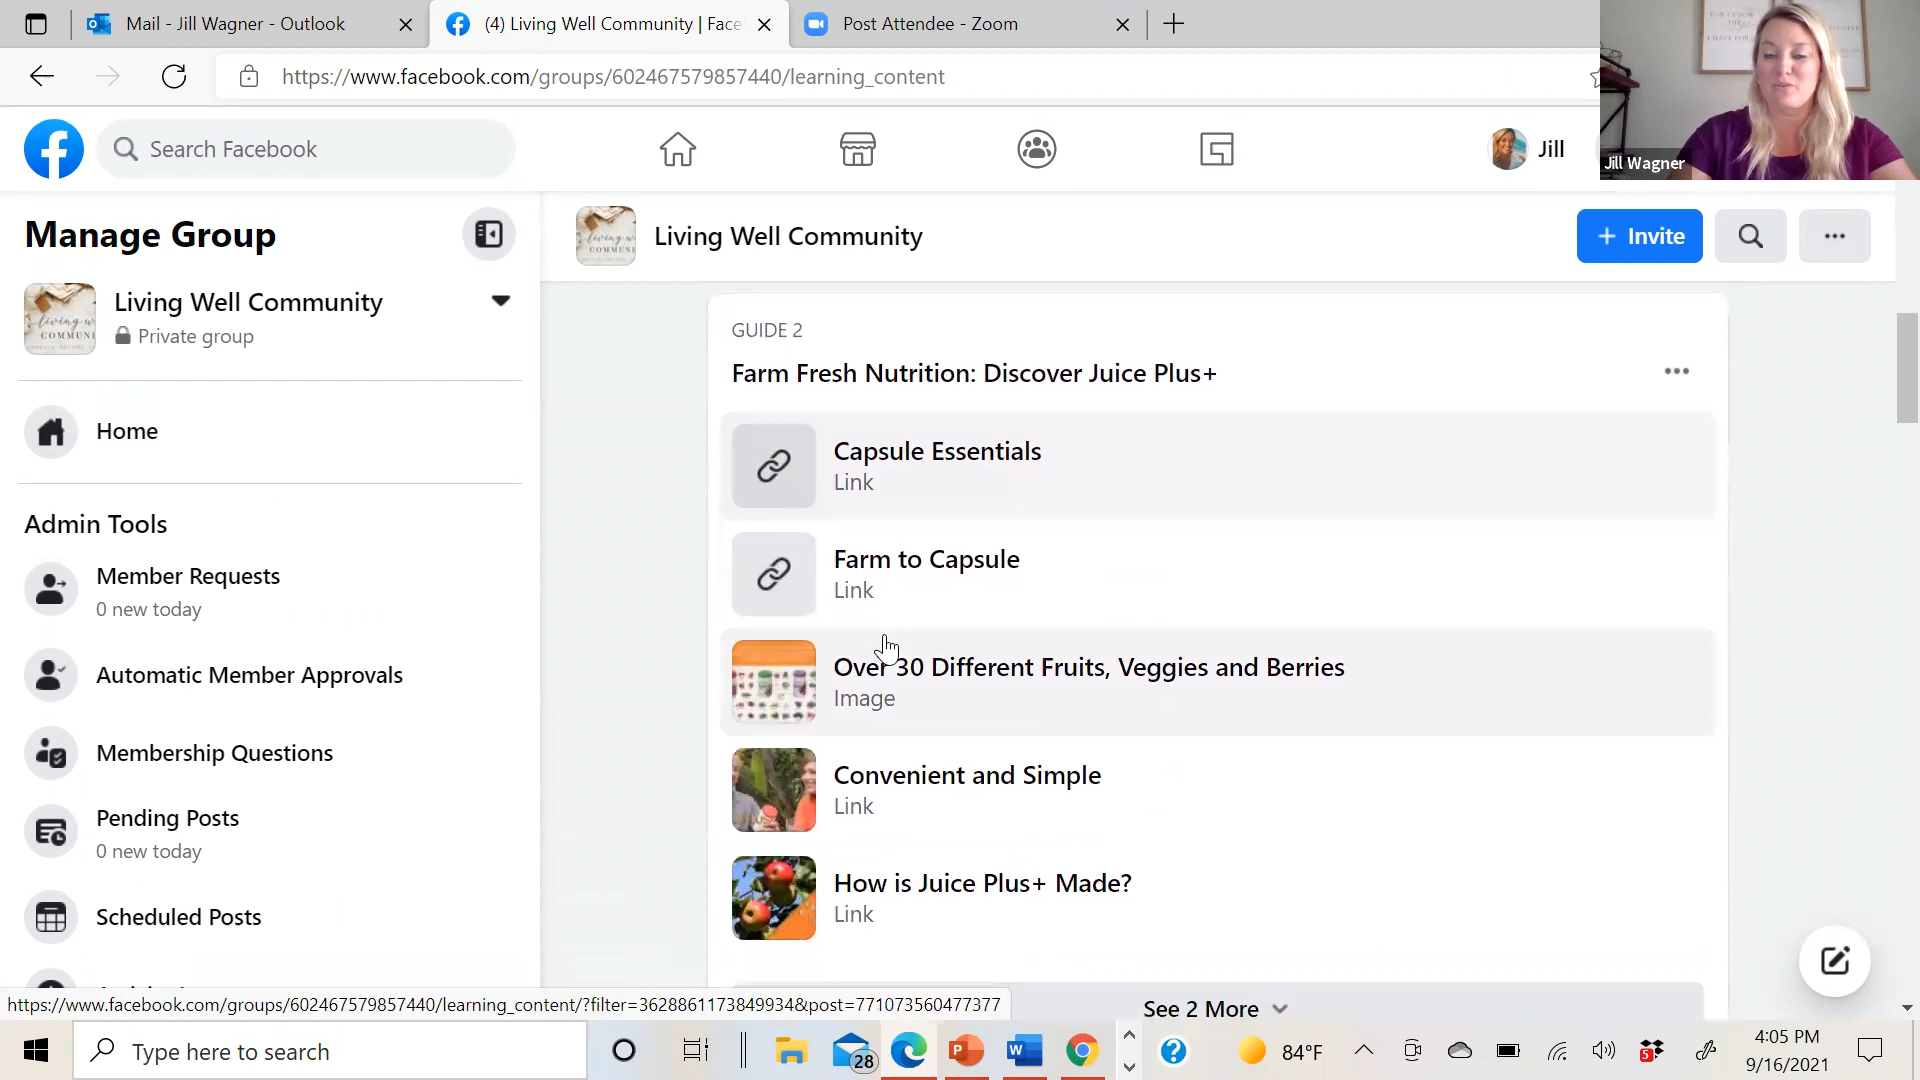 Mail - Jill Wagner - Outlook
(4) Living Well Community | Face
Post Attendee - Zoom
https://www.facebook.com/groups/602467579857440/learning_content
Search Facebook
Jill
Jill Wagner
Manage Group
Living Well Community
Private group
Home
Admin Tools
Member Requests
0 new today
Automatic Member Approvals
Membership Questions
Pending Posts
0 new today
Scheduled Posts
Living Well Community
+ Invite
GUIDE 2
Farm Fresh Nutrition: Discover Juice Plus+
Capsule Essentials
Link
Farm to Capsule
Link
Over 30 Different Fruits, Veggies and Berries
Image
Convenient and Simple
Link
How is Juice Plus+ Made?
Link
See 2 More
https://www.facebook.com/groups/602467579857440/learning_content/?filter=3628861173849934&post=771073560477377
Type here to search
28
84°F
5
4:05 PM
9/16/2021